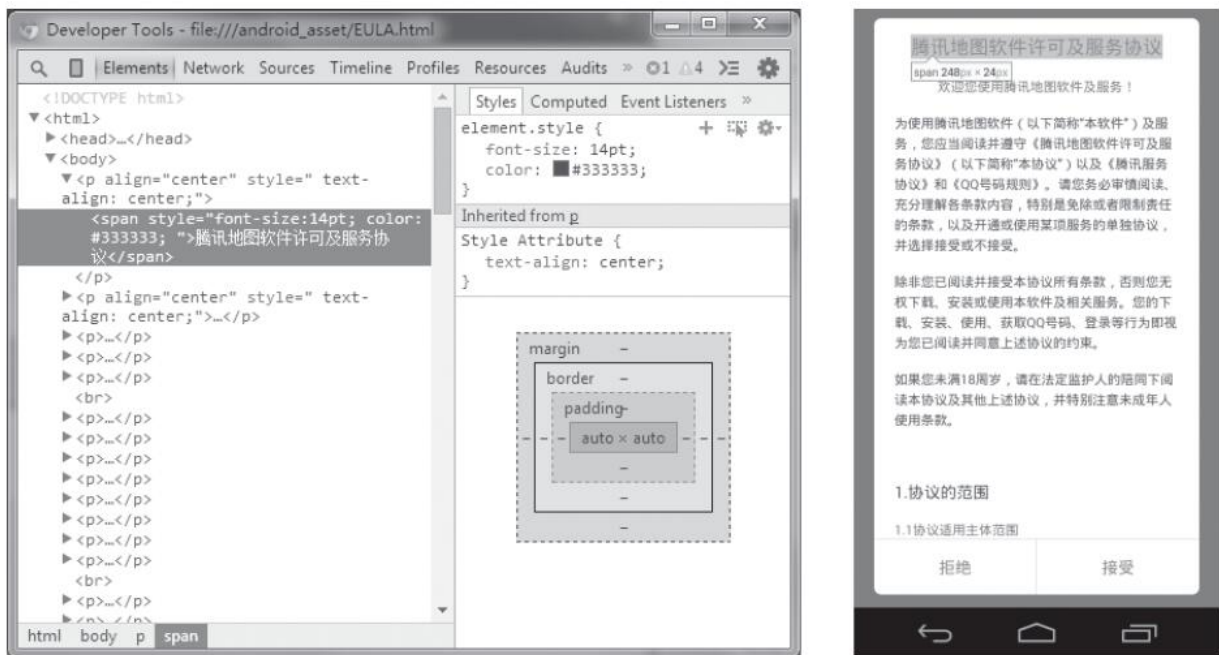 Developer Tools - file:///android_asset/EULA.html
Elements Network Sources Timeline Profiles Resources Audits » 1 4
<!DOCTYPE html>
▼<html>
▶<head>…</head>
▼<body>
▼<p align="center" style=" text-
align: center;">
<span style="font-size:14pt; color:
#333333; ">腾讯地图软件许可及服务协
议</span>
</p>
▶<p align="center" style=" text-
align: center;">…</p>
▶<p>…</p>
▶<p>…</p>
▶<p>…</p>
<br>
▶<p>…</p>
▶<p>…</p>
▶<p>…</p>
▶<p>…</p>
▶<p>…</p>
▶<p>…</p>
▶<p>…</p>
▶<p>…</p>
<br>
▶<p>…</p>
▶<p>…</p>
html body p span
Styles Computed Event Listeners »
element.style {
font-size: 14pt;
color: #333333;
}
Inherited from p
Style Attribute {
text-align: center;
}
margin –
border –
padding–
– – – auto × auto – – –
–
–
–
腾讯地图软件许可及服务协议
span 248px × 24px
欢迎您使用腾讯地图软件及服务！
为使用腾讯地图软件（以下简称“本软件”）及服
务，您应当阅读并遵守《腾讯地图软件许可及服
务协议》（以下简称“本协议”）以及《腾讯服务
协议》和《QQ号码规则》。请您务必审慎阅读、
充分理解各条款内容，特别是免除或者限制责任
的条款，以及开通或使用某项服务的单独协议，
并选择接受或不接受。
除非您已阅读并接受本协议所有条款，否则您无
权下载、安装或使用本软件及相关服务。您的下
载、安装、使用、获取QQ号码、登录等行为即视
为您已阅读并同意上述协议的约束。
如果您未满18周岁，请在法定监护人的陪同下阅
读本协议及其他上述协议，并特别注意未成年人
使用条款。
1.协议的范围
1.1协议适用主体范围
拒绝 接受